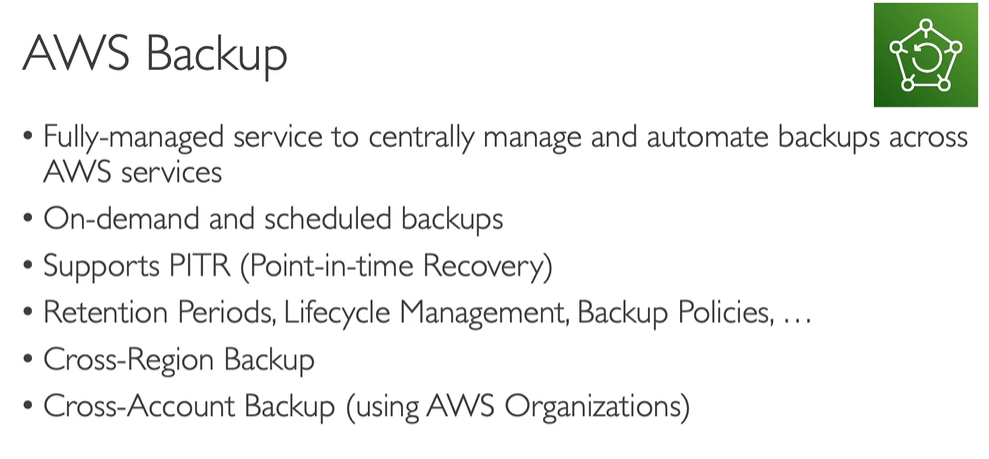 AWS Backup
• Fully-managed service to centrally manage and automate backups across
AWS services
• On-demand and scheduled backups
• Supports PITR (Point-in-time Recovery)
• Retention Periods, Lifecycle Management, Backup Policies, …
• Cross-Region Backup
• Cross-Account Backup (using AWS Organizations)